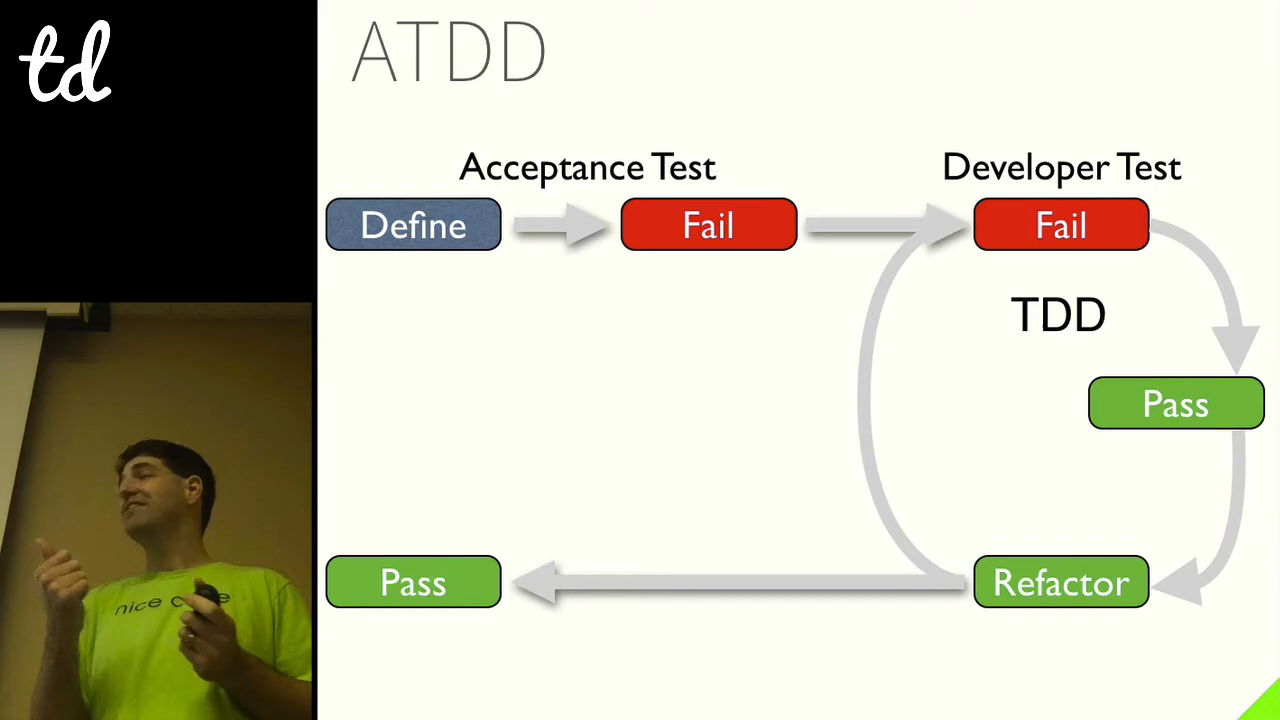 td
ATDD
Acceptance Test
Developer Test
Define
Fail
Fail
TDD
Pass
Pass
Refactor
nice